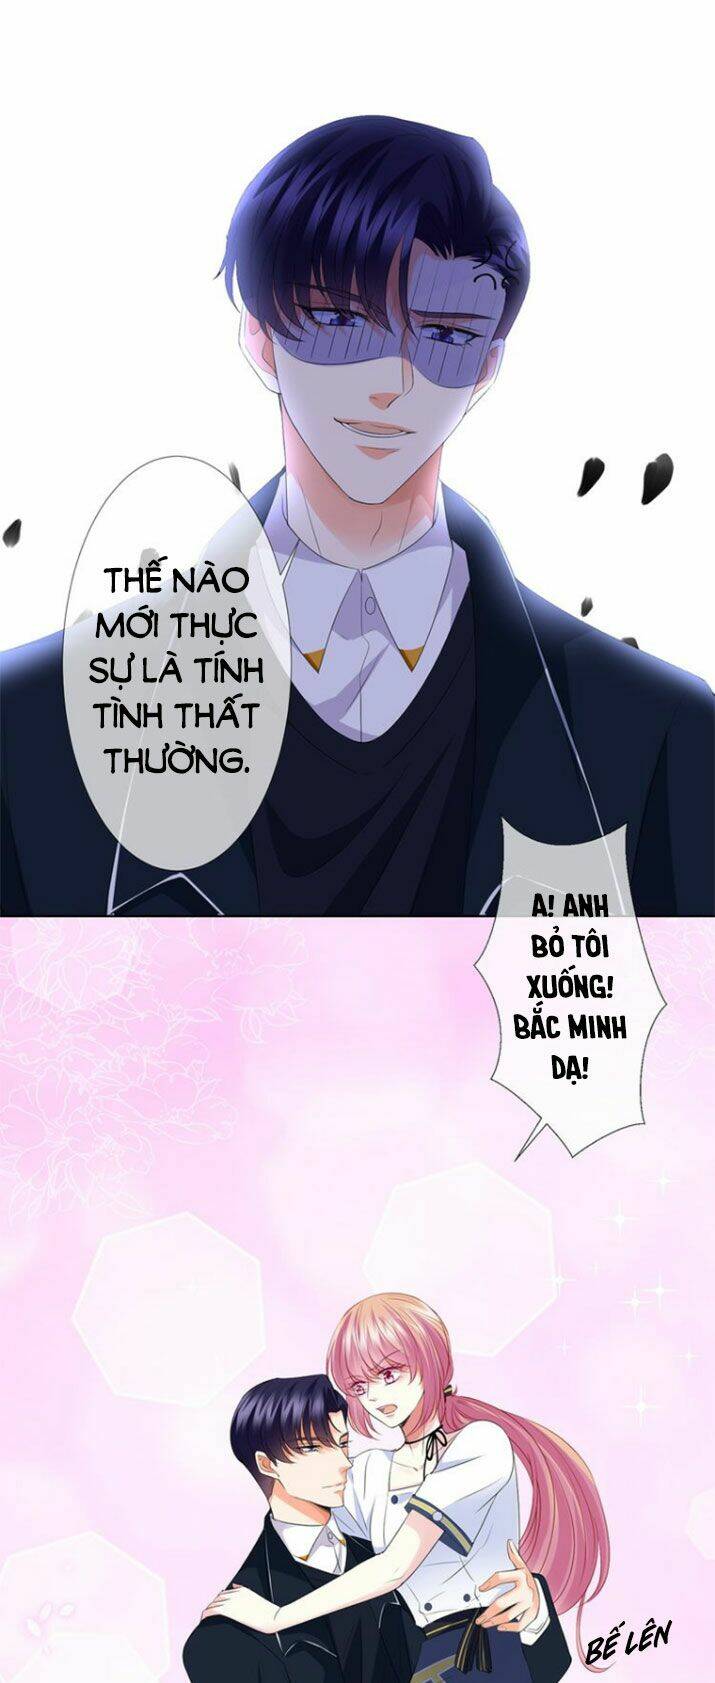 THẾ NÀO
MỚI THỰC
SỰ LÀ TÍNH
TÌNH THẤT
THƯỜNG.
A! ANH
BỎ TÔI
XUỐNG!
BẮC MINH
DẠ!
BẾ LÊN